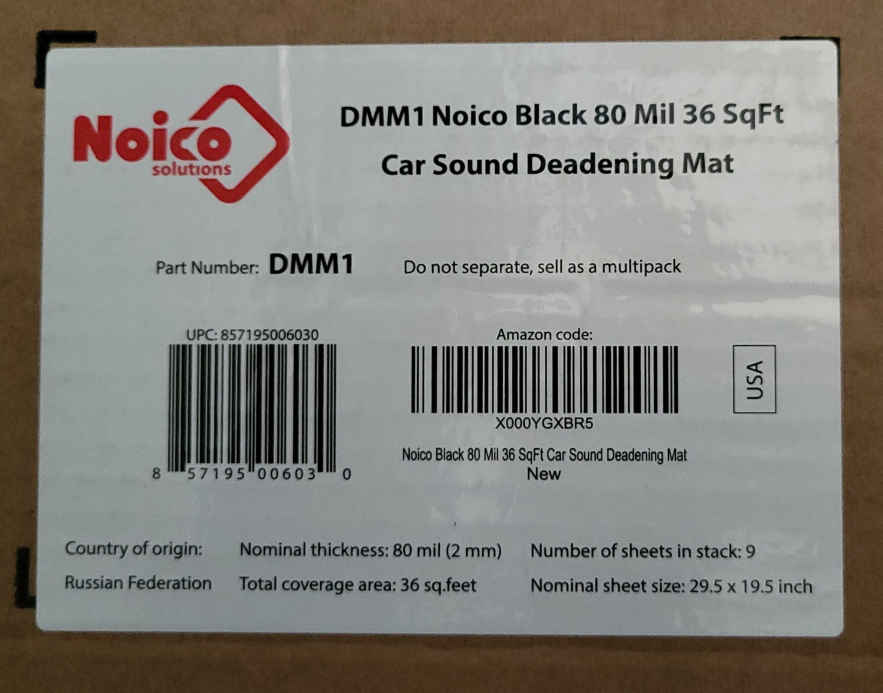 Noico
solutions
DMM1 Noico Black 80 Mil 36 SqFt
Car Sound Deadening Mat
Part Number: DMM1
Do not separate, sell as a multipack
UPC: 857195006030
8 57195 00603 0
Amazon code:
X000YGXBR5
Noico Black 80 Mil 36 SqFt Car Sound Deadening Mat
New
USA
Country of origin:
Russian Federation
Nominal thickness: 80 mil (2 mm)
Total coverage area: 36 sq.feet
Number of sheets in stack: 9
Nominal sheet size: 29.5 x 19.5 inch